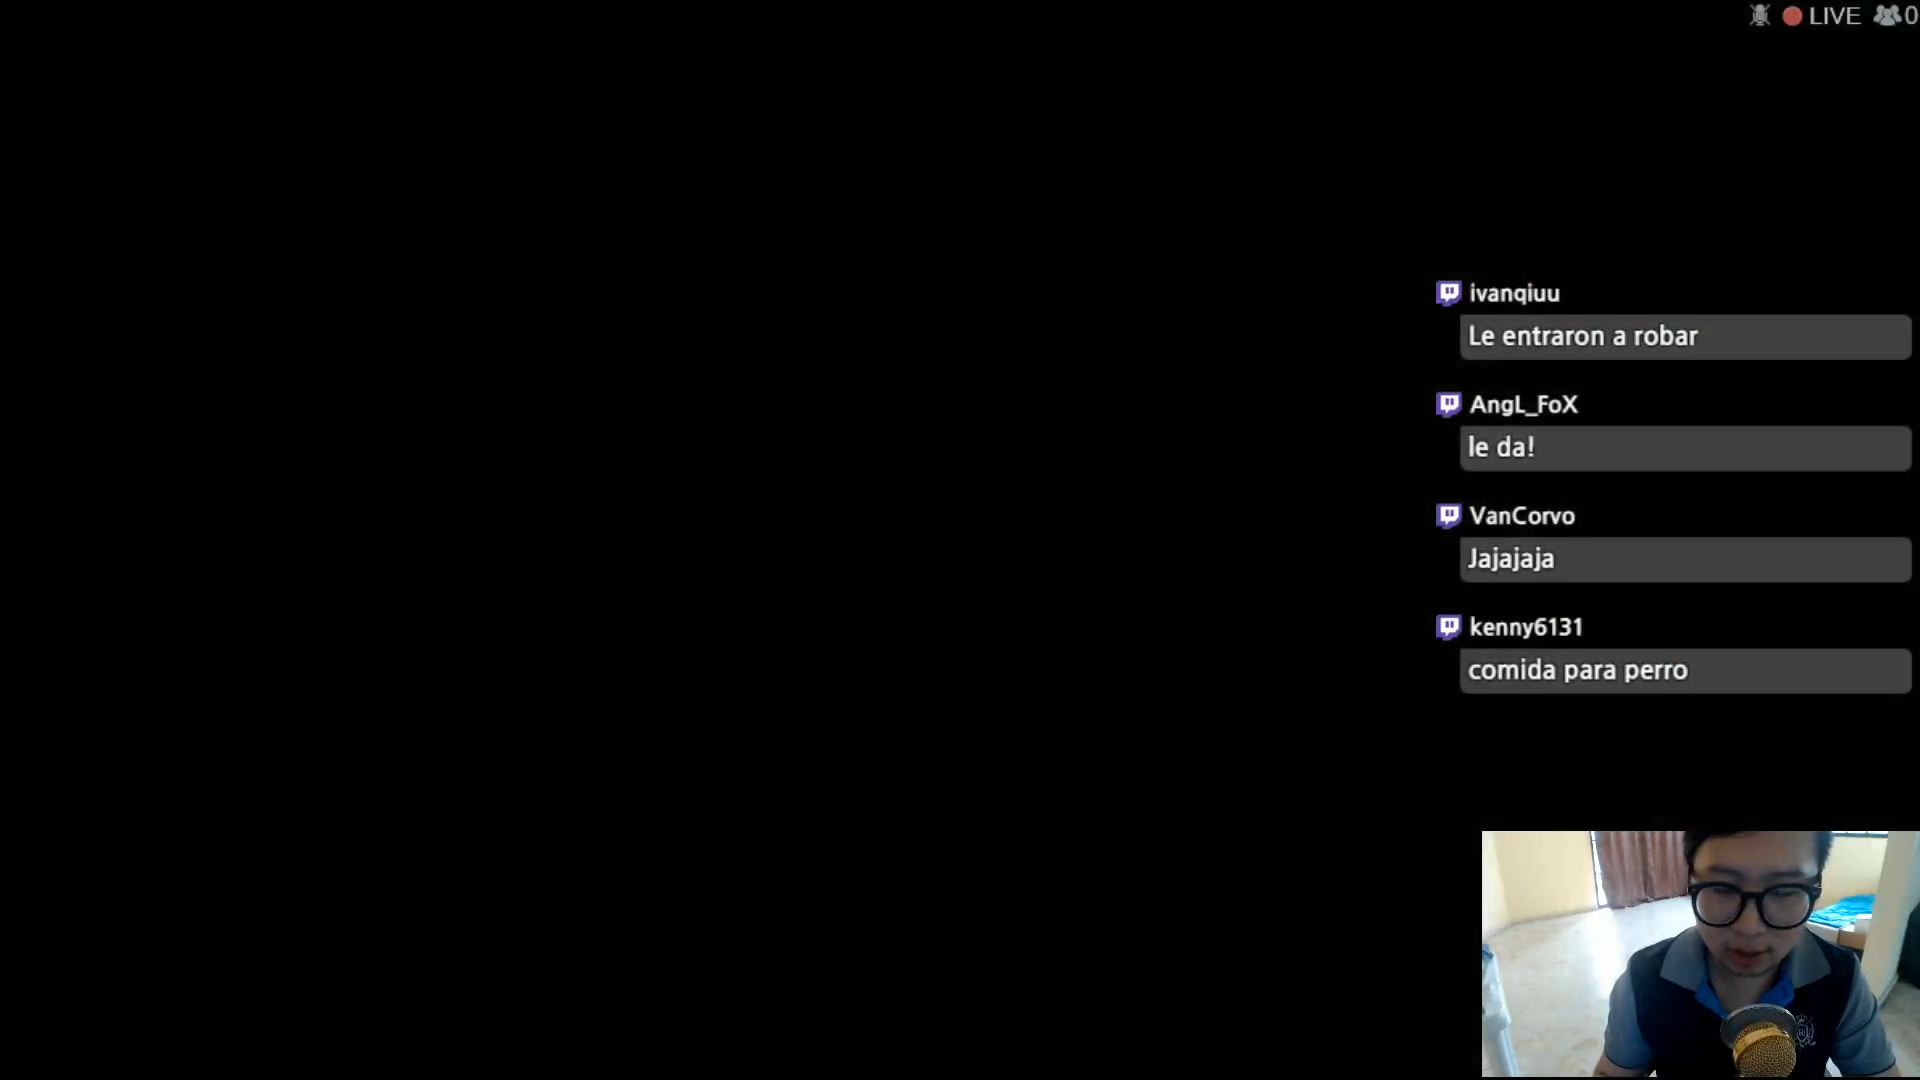 LIVE 0
ivanqiuu
Le entraron a robar
AngL_FoX
le da!
VanCorvo
Jajajaja
kenny6131
comida para perro